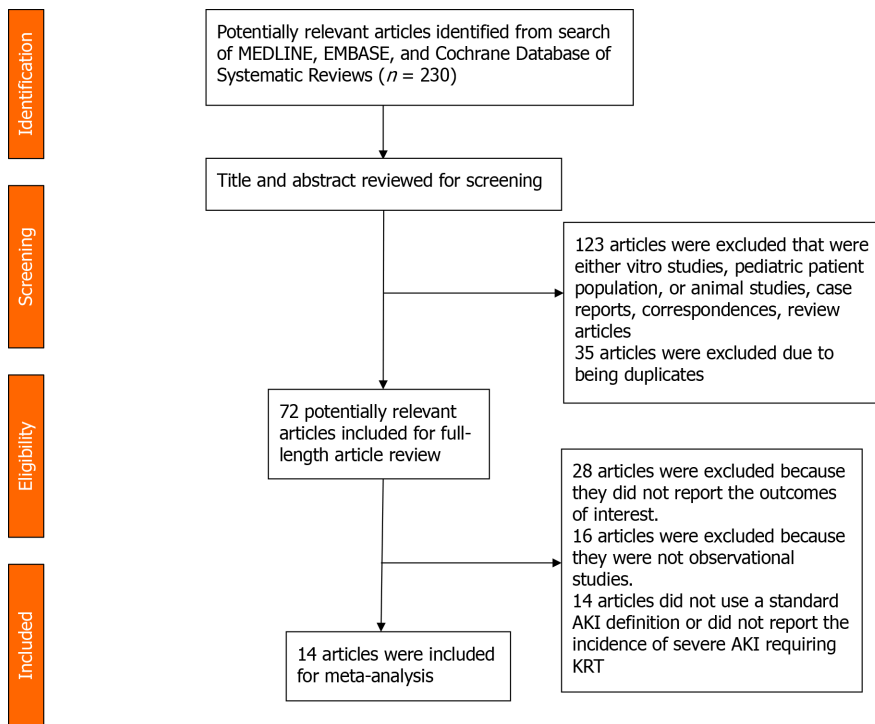 Identification
Potentially relevant articles identified from search
of MEDLINE, EMBASE, and Cochrane Database of
Systematic Reviews (n = 230)
Title and abstract reviewed for screening
Screening
123 articles were excluded that were
either vitro studies, pediatric patient
population, or animal studies, case
reports, correspondences, review
articles
35 articles were excluded due to
being duplicates
Eligibility
72 potentially relevant
articles included for full-
length article review
28 articles were excluded because
they did not report the outcomes
of interest.
16 articles were excluded because
they were not observational
studies.
14 articles did not use a standard
AKI definition or did not report the
incidence of severe AKI requiring
KRT
Included
14 articles were included
for meta-analysis